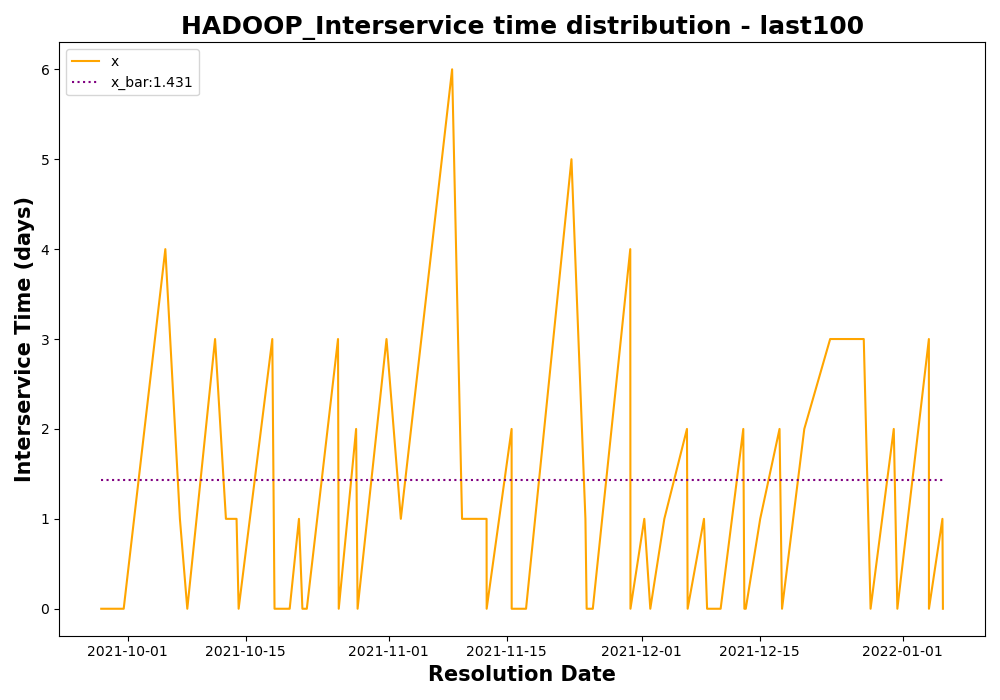 HADOOP_Interservice time distribution - last100
x
x_bar:1.431
Interservice Time (days)
6
5
4
3
2
1
0
2021-10-01
2021-10-15
2021-11-01
2021-11-15
2021-12-01
2021-12-15
2022-01-01
Resolution Date